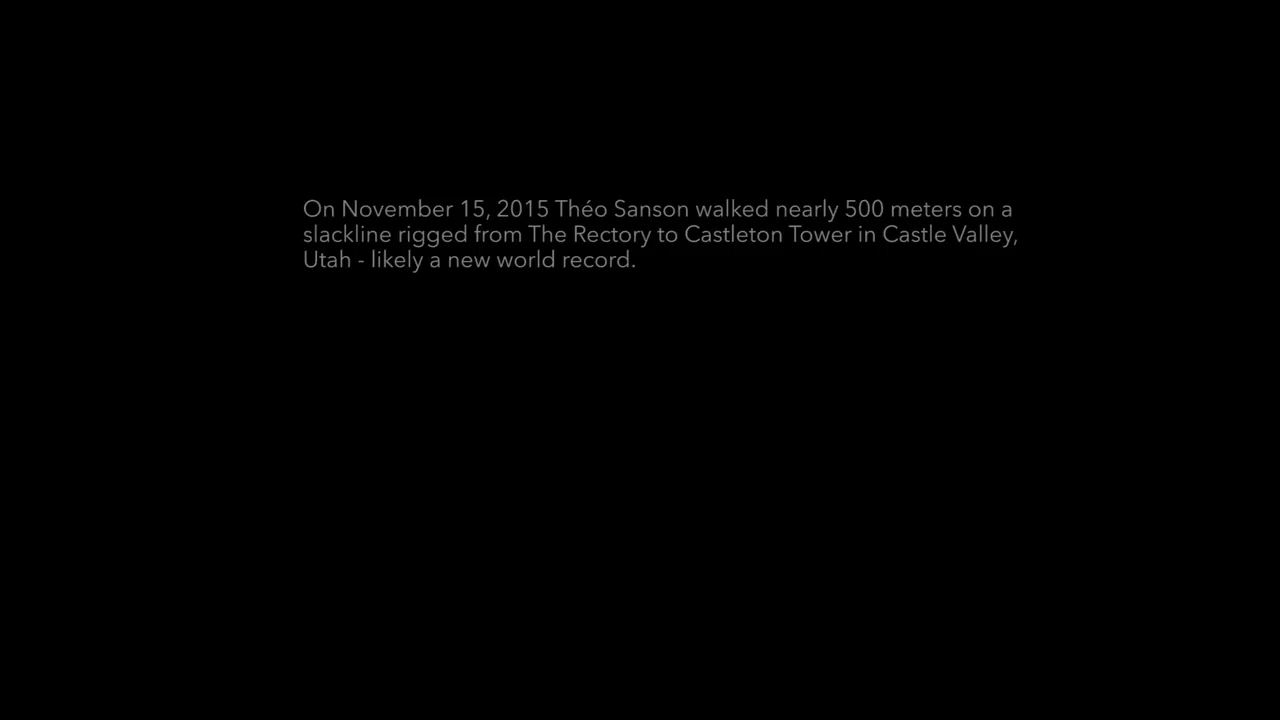 On November 15, 2015 Théo Sanson walked nearly 500 meters on a
slackline rigged from The Rectory to Castleton Tower in Castle Valley,
Utah - likely a new world record.